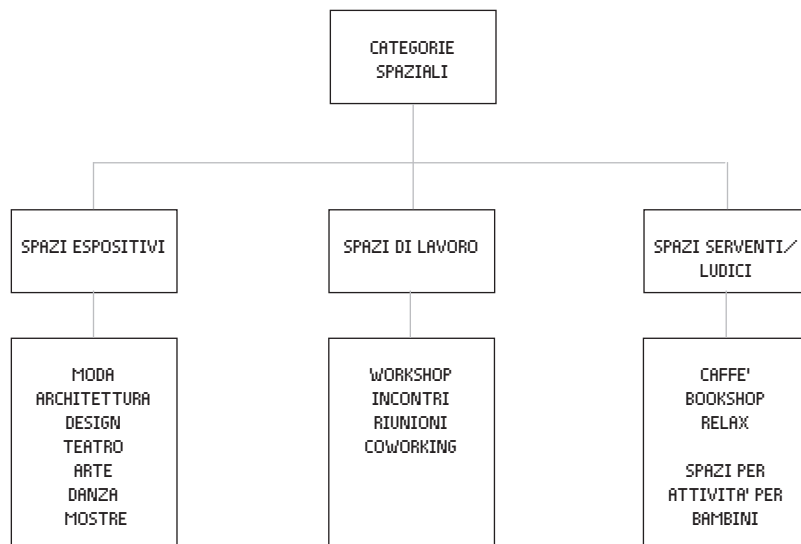 CATEGORIE
SPAZIALI
SPAZI ESPOSITIVI
SPAZI DI LAVORO
SPAZI SERVENTI/
LUDICI
MODA
ARCHITETTURA
DESIGN
TEATRO
ARTE
DANZA
MOSTRE
WORKSHOP
INCONTRI
RIUNIONI
COWORKING
CAFFE'
BOOKSHOP
RELAX
SPAZI PER
ATTIVITA' PER
BAMBINI